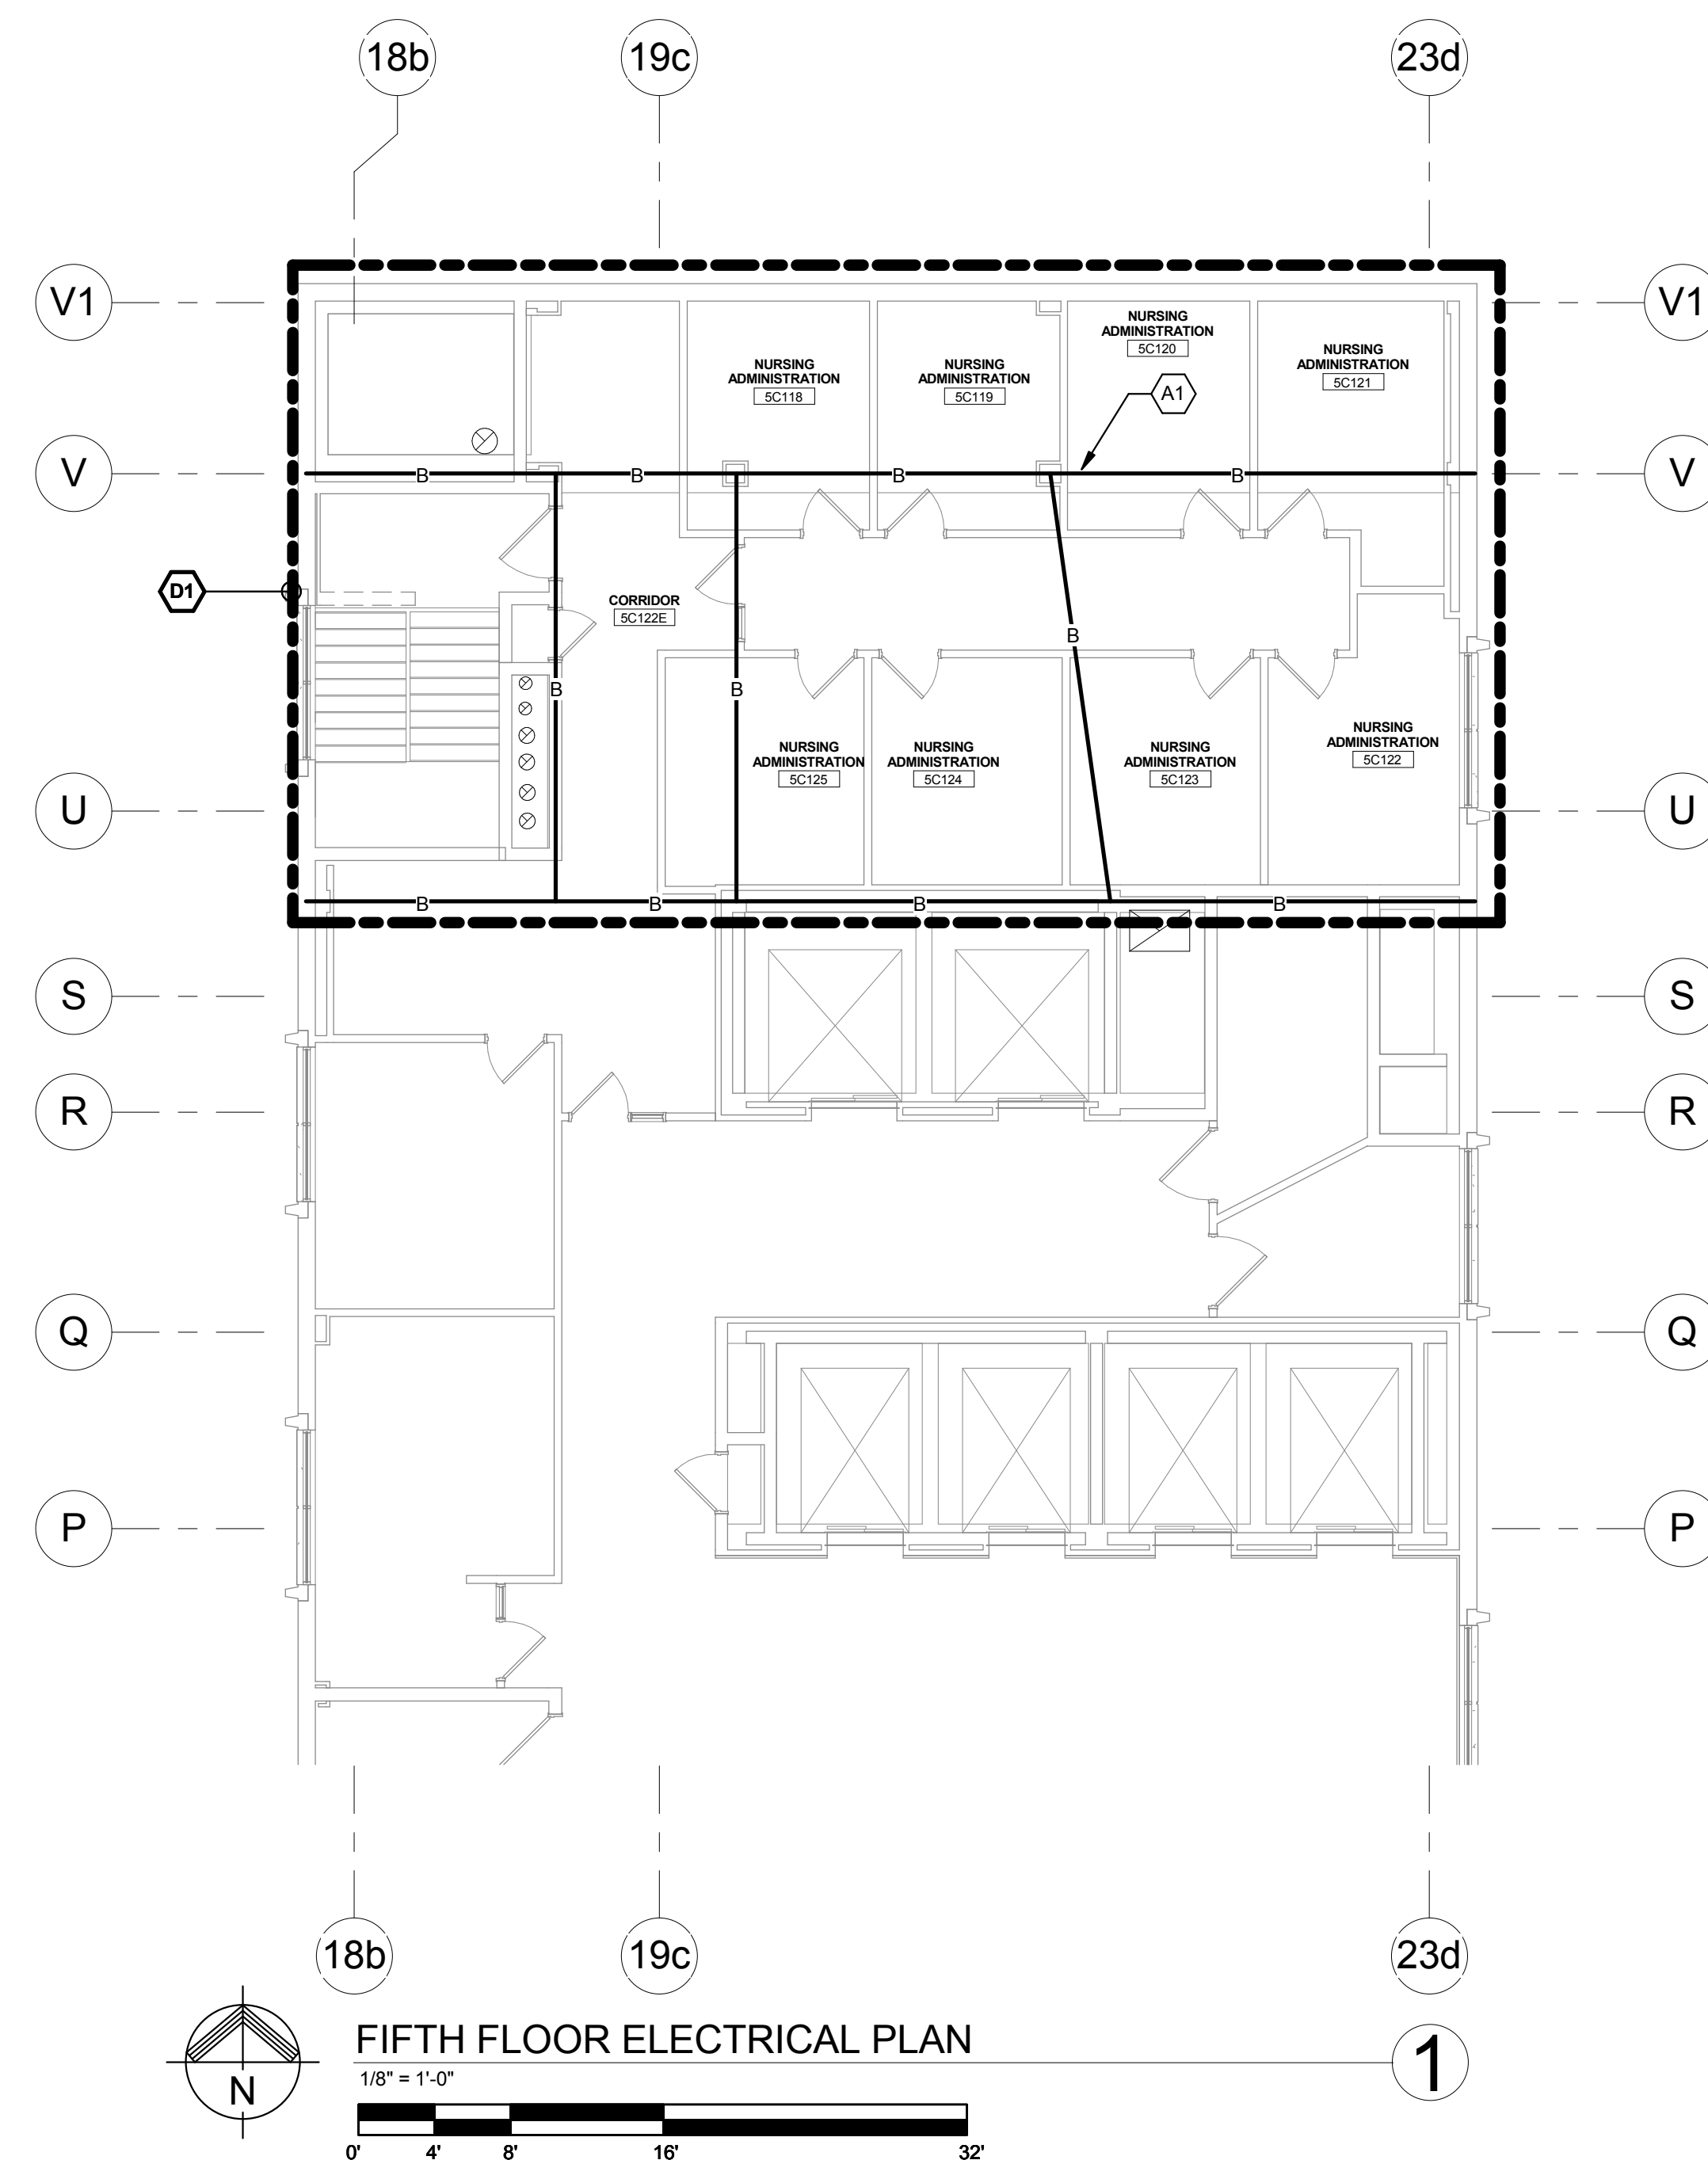 18b
19c
23d
V1
V1
NURSING
ADMINISTRATION
5C120
NURSING
ADMINISTRATION
5C121
NURSING
ADMINISTRATION
5C118
NURSING
ADMINISTRATION
5C119
A1
V
B
B
B
B
V
D1
CORRIDOR
5C122E
B
B
B
NURSING
ADMINISTRATION
5C122
NURSING
ADMINISTRATION
5C125
NURSING
ADMINISTRATION
5C124
NURSING
ADMINISTRATION
5C123
U
U
B
B
B
B
S
S
R
R
Q
Q
P
P
18b
19c
23d
N
FIFTH FLOOR ELECTRICAL PLAN
1
1/8" = 1'-0"
0' 4' 8' 16' 32'